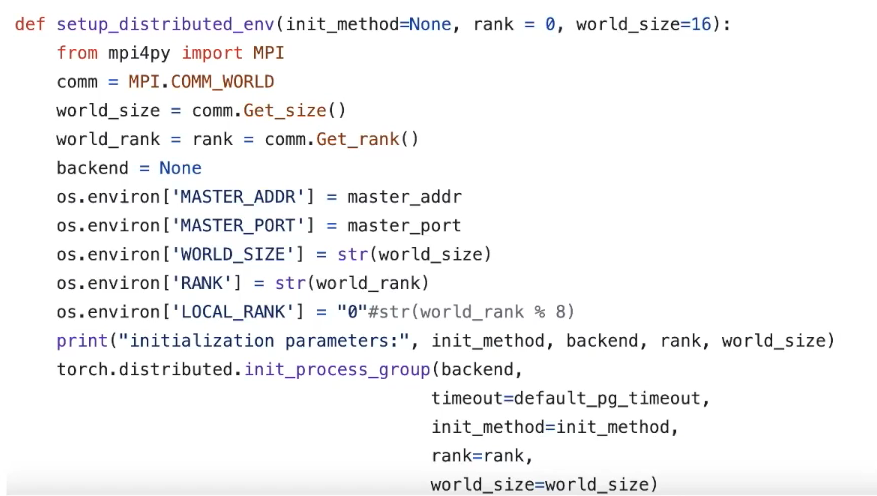 def setup_distributed_env(init_method=None, rank = 0, world_size=16):
    from mpi4py import MPI
    comm = MPI.COMM_WORLD
    world_size = comm.Get_size()
    world_rank = rank = comm.Get_rank()
    backend = None
    os.environ['MASTER_ADDR'] = master_addr
    os.environ['MASTER_PORT'] = master_port
    os.environ['WORLD_SIZE'] = str(world_size)
    os.environ['RANK'] = str(world_rank)
    os.environ['LOCAL_RANK'] = "0"#str(world_rank % 8)
    print("initialization parameters:", init_method, backend, rank, world_size)
    torch.distributed.init_process_group(backend,
                                        timeout=default_pg_timeout,
                                        init_method=init_method,
                                        rank=rank,
                                        world_size=world_size)